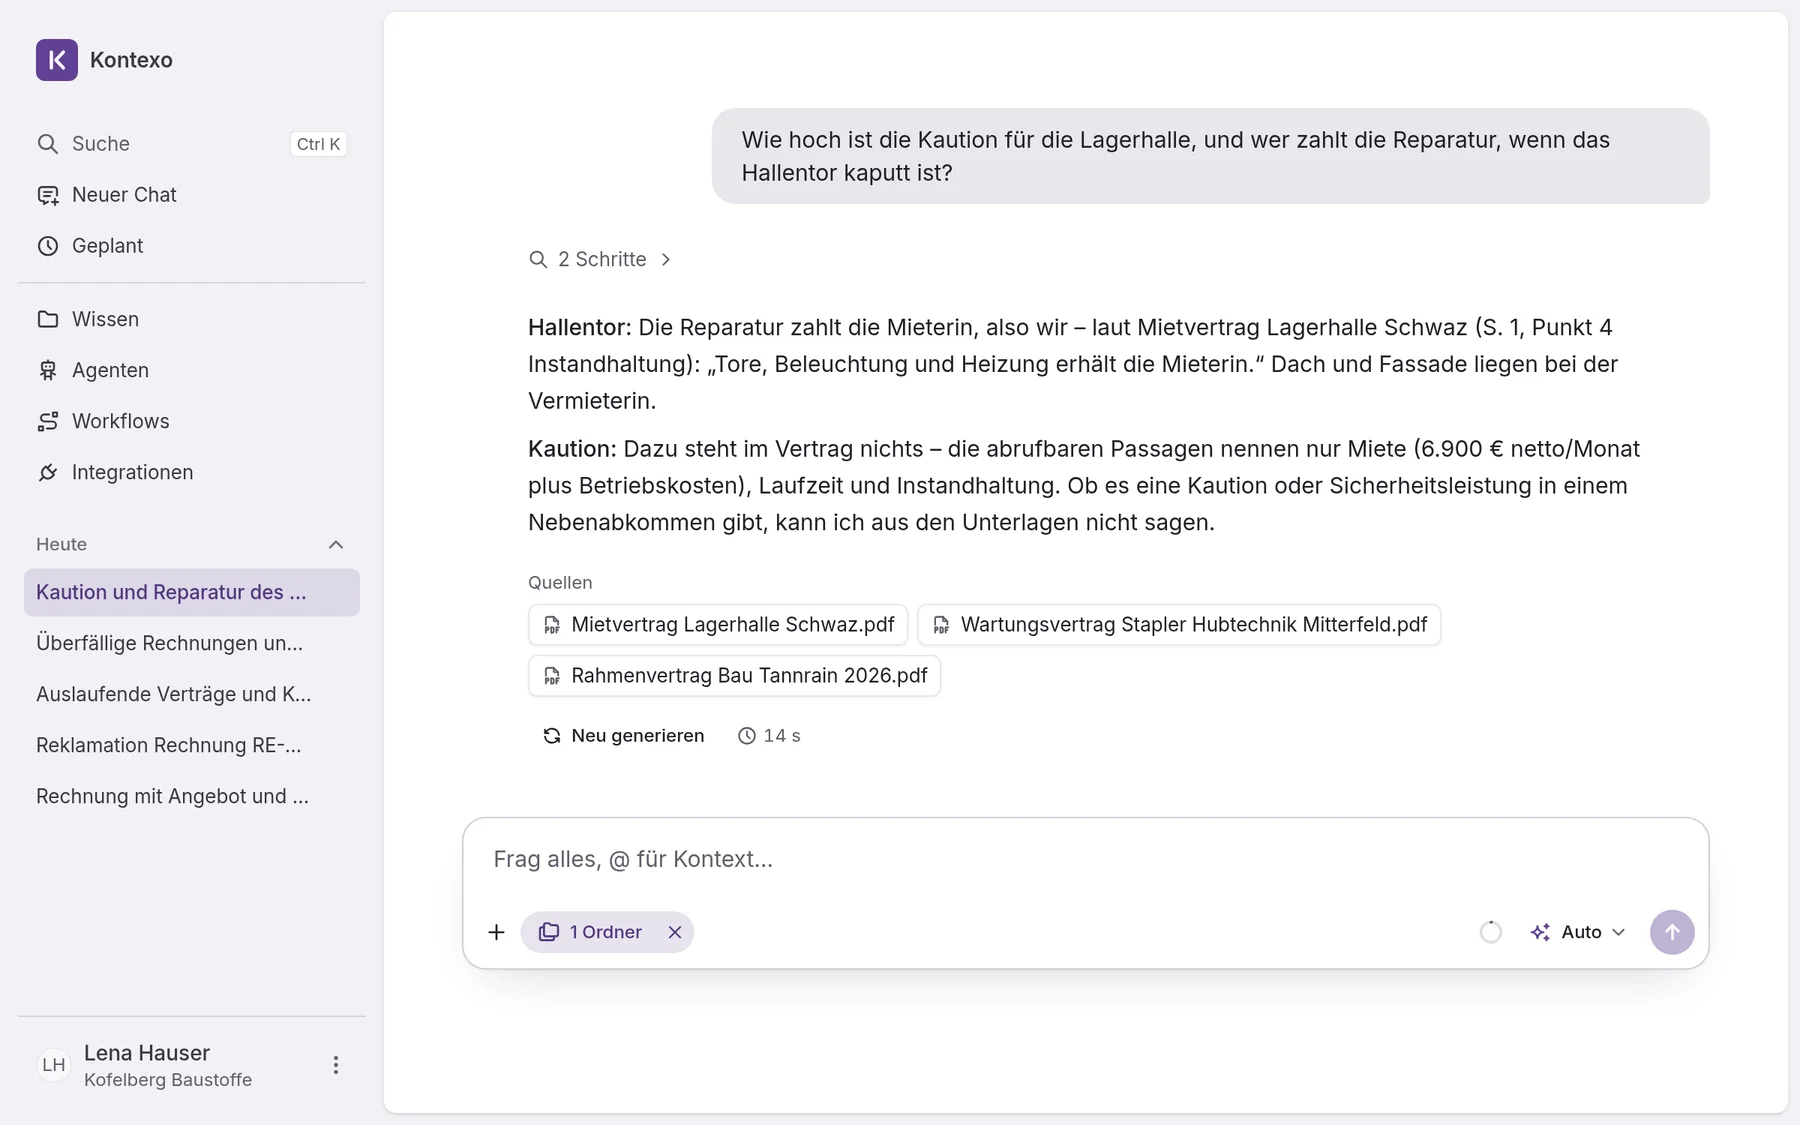 Kontexo
Suche
Ctrl K
Neuer Chat
Geplant
Wissen
Agenten
Workflows
Integrationen
Heute
Kaution und Reparatur des ...
Überfällige Rechnungen un...
Auslaufende Verträge und K...
Reklamation Rechnung RE-...
Rechnung mit Angebot und ...
LH
Lena Hauser
Kofelberg Baustoffe
Wie hoch ist die Kaution für die Lagerhalle, und wer zahlt die Reparatur, wenn das
Hallentor kaputt ist?
2 Schritte
Hallentor: Die Reparatur zahlt die Mieterin, also wir – laut Mietvertrag Lagerhalle Schwaz (S. 1, Punkt 4
Instandhaltung): „Tore, Beleuchtung und Heizung erhält die Mieterin.“ Dach und Fassade liegen bei der
Vermieterin.
Kaution: Dazu steht im Vertrag nichts – die abrufbaren Passagen nennen nur Miete (6.900 € netto/Monat
plus Betriebskosten), Laufzeit und Instandhaltung. Ob es eine Kaution oder Sicherheitsleistung in einem
Nebenabkommen gibt, kann ich aus den Unterlagen nicht sagen.
Quellen
PDF Mietvertrag Lagerhalle Schwaz.pdf
PDF Wartungsvertrag Stapler Hubtechnik Mitterfeld.pdf
PDF Rahmenvertrag Bau Tannrain 2026.pdf
Neu generieren
14 s
Frag alles, @ für Kontext...
1 Ordner
Auto